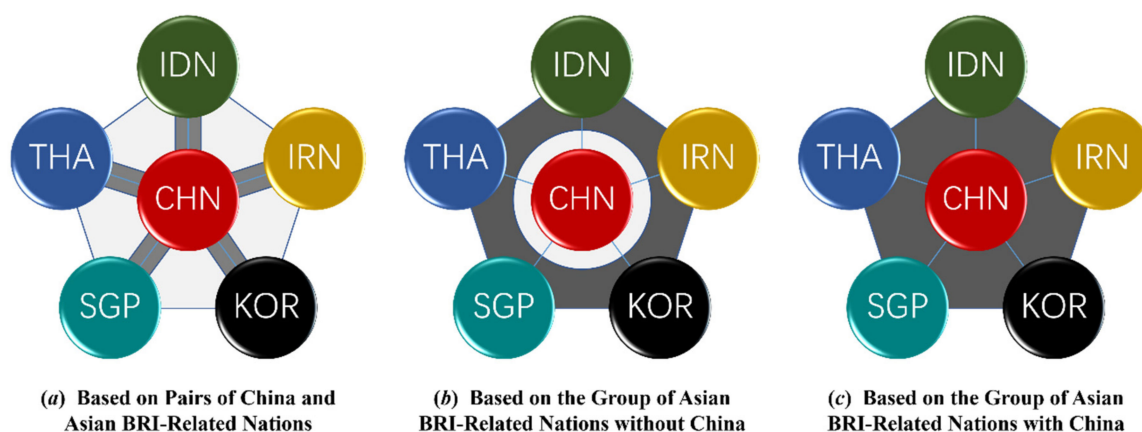 IDN
THA
IRN
CHN
SGP
KOR
(a) Based on Pairs of China and
Asian BRI-Related Nations
IDN
THA
IRN
CHN
SGP
KOR
(b) Based on the Group of Asian
BRI-Related Nations without China
IDN
THA
IRN
CHN
SGP
KOR
(c) Based on the Group of Asian
BRI-Related Nations with China